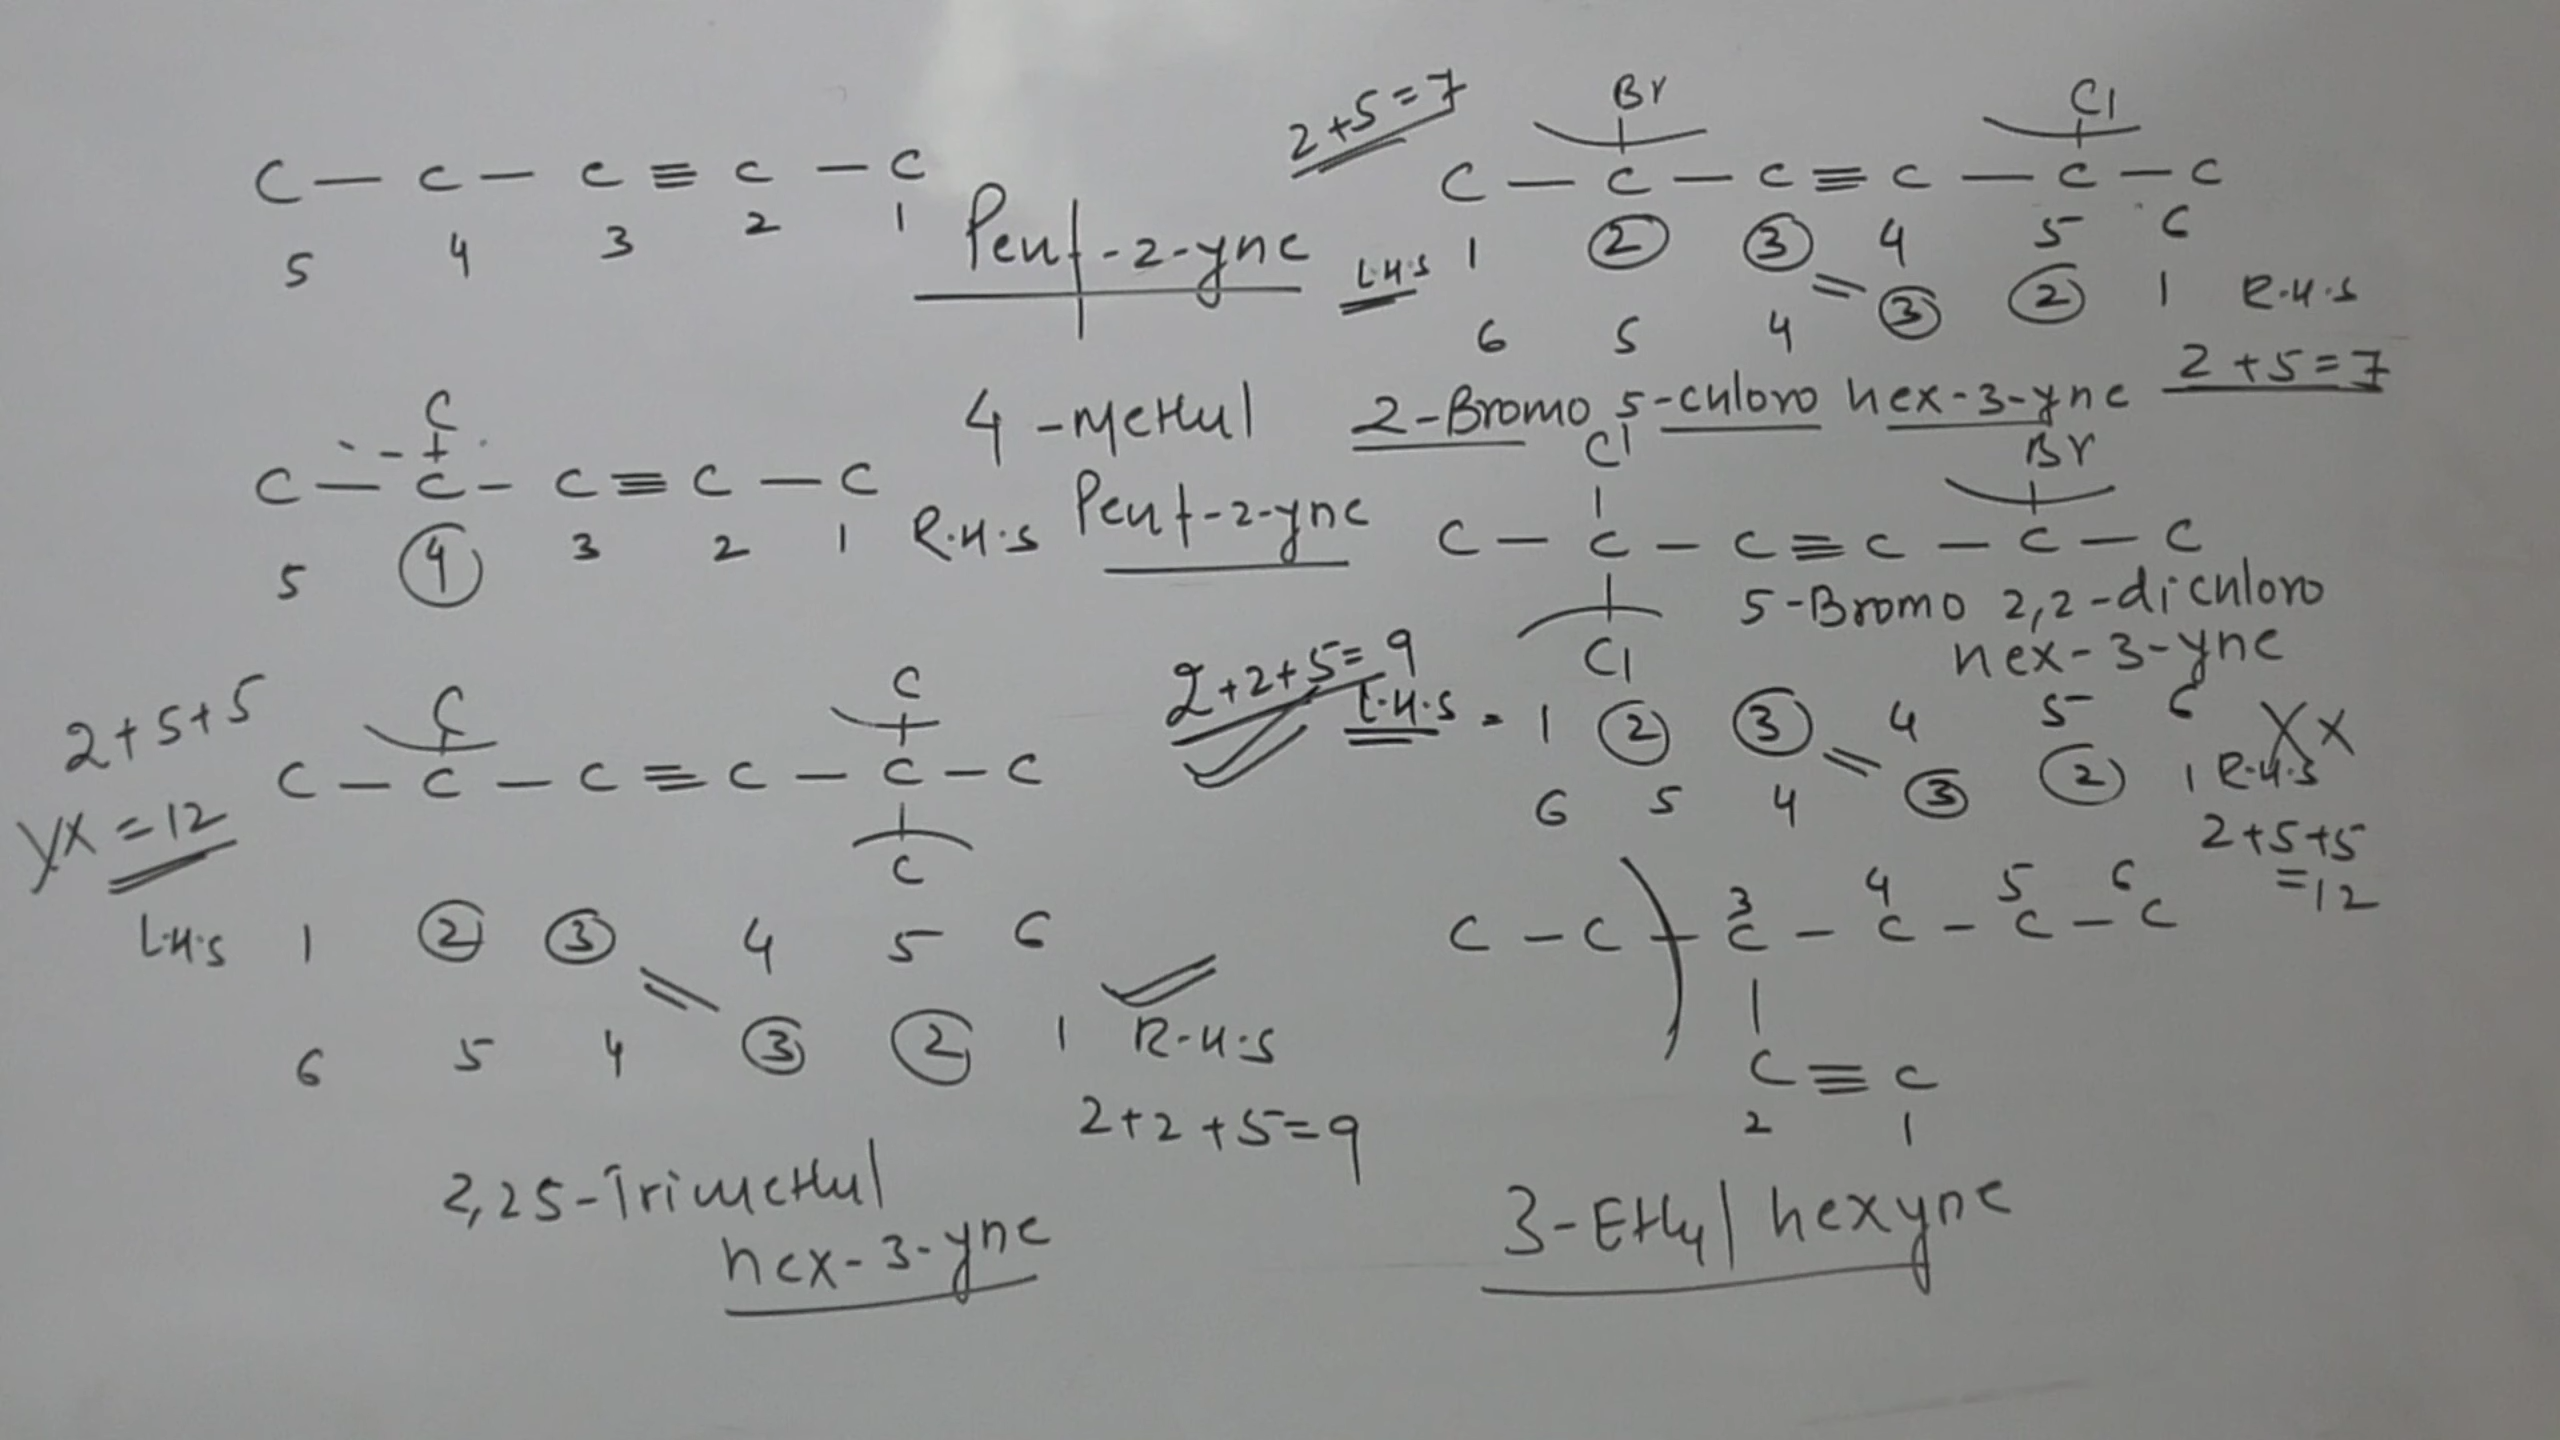 C — C — C ≡ C — C
5 4 3 2 1
Pent-2-yne
C
C — C — C ≡ C — C
5 4 3 2 1 R.H.S
4-methyl
Pent-2-yne
2+5+5
=12
C C
C — C — C ≡ C — C — C
C
L.H.S 1 2 3 4 5 6
6 5 4 3 2 1 R.H.S
2+2+5=9
2,2 5-Trimethyl
hex-3-yne
2+5=7
Br Cl
C — C — C ≡ C — C — C
L.H.S 1 2 3 4 5 6
6 5 4 3 2 1 R.H.S
2+5=7
2-Bromo 5-chloro hex-3-yne
Cl Br
C — C — C ≡ C — C — C
Cl
5-Bromo 2,2-dichloro
hex-3-yne
2+2+5=9
L.H.S 1 2 3 4 5 6 XX
6 5 4 3 2 1 R.H.S
2+5+5
=12
3 4 5 6
C — C — C — C — C — C
C ≡ C
2 1
3-Ethyl hexyne